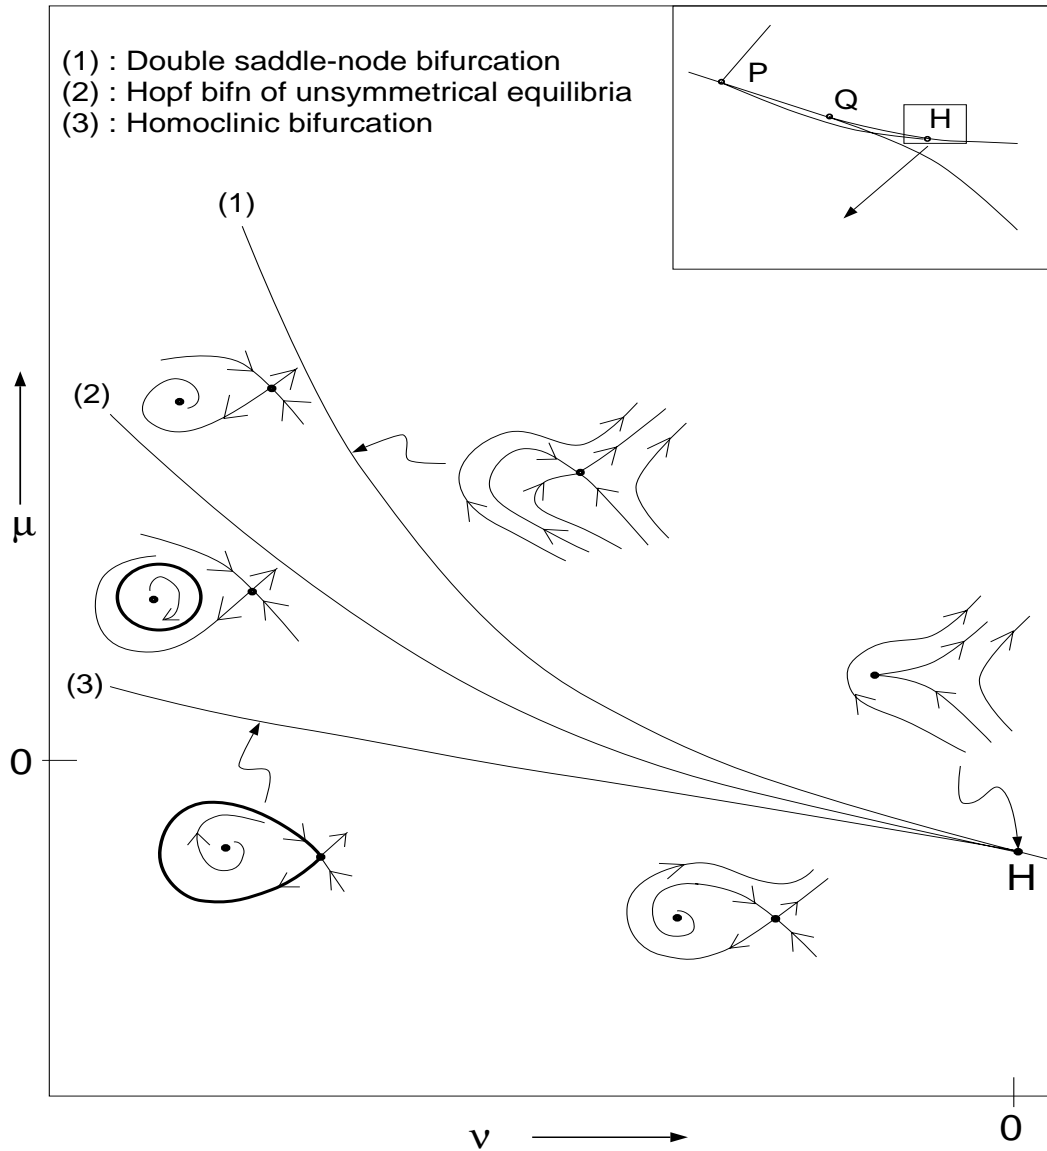 (1) : Double saddle-node bifurcation
(2) : Hopf bifn of unsymmetrical equilibria
(3) : Homoclinic bifurcation
P
Q
H
(1)
(2)
μ
(3)
0
H
ν
0